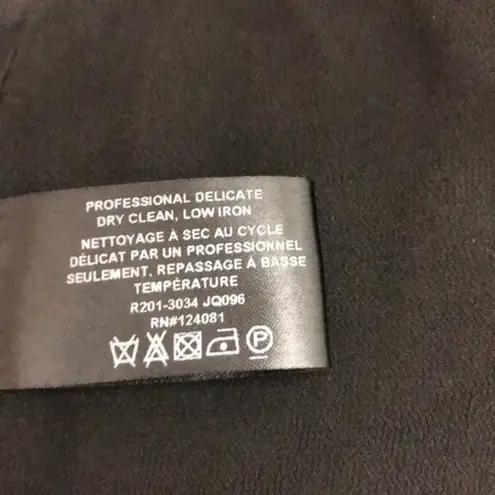 PROFESSIONAL DELICATE
DRY CLEAN, LOW IRON
NETTOYAGE À SEC AU CYCLE
DÉLICAT PAR UN PROFESSIONNEL
SEULEMENT, REPASSAGE À BASSE
TEMPÉRATURE
R201-3034 JQ096
RN#124081
P